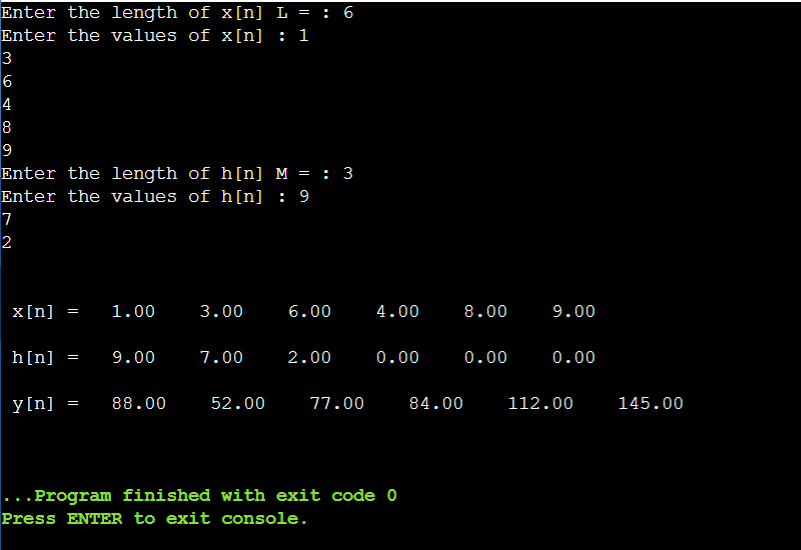 Enter the length of x[n] L = : 6
Enter the values of x[n] : 1
3
6
4
8
9
Enter the length of h[n] M = : 3
Enter the values of h[n] : 9
7
2
x[n] = 1.00 3.00 6.00 4.00 8.00 9.00
h[n] = 9.00 7.00 2.00 0.00 0.00 0.00
y[n] = 88.00 52.00 77.00 84.00 112.00 145.00
...Program finished with exit code 0
Press ENTER to exit console.